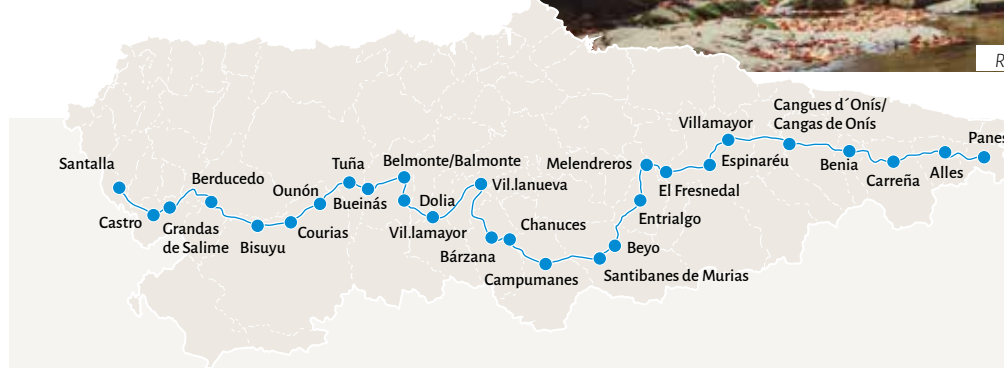 R
Cangues d´Onís/
Cangas de Onís
Villamayor
Panes
Santalla
Tuña
Belmonte/Balmonte
Melendreros
Espinaréu
Benia
Alles
Berducedo
Ounón
Bueinás
Dolia
Vil.lanueva
El Fresnedal
Carreña
Castro
Grandas
de Salime
Bisuyu
Courias
Vil.lamayor
Chanuces
Entrialgo
Bárzana
Beyo
Campumanes
Santibanes de Murias